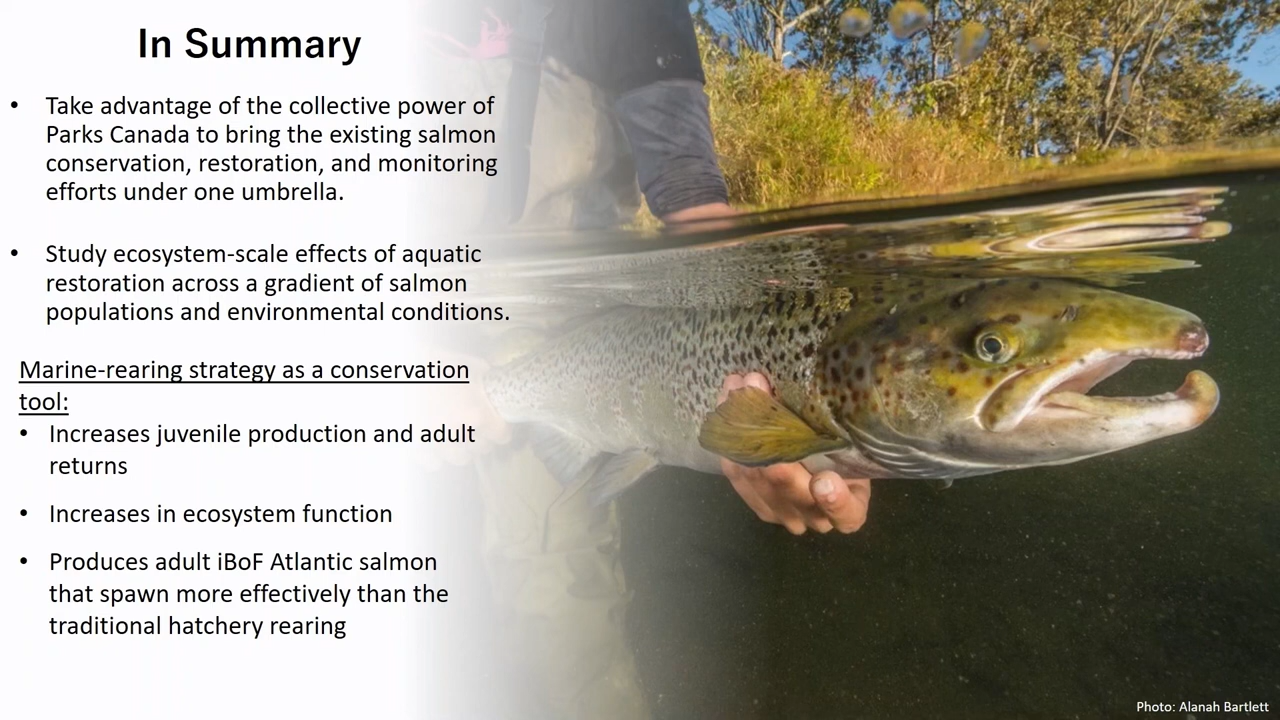 In Summary
• Take advantage of the collective power of
Parks Canada to bring the existing salmon
conservation, restoration, and monitoring
efforts under one umbrella.
• Study ecosystem-scale effects of aquatic
restoration across a gradient of salmon
populations and environmental conditions.
Marine-rearing strategy as a conservation
tool:
• Increases juvenile production and adult
returns
• Increases in ecosystem function
• Produces adult iBoF Atlantic salmon
that spawn more effectively than the
traditional hatchery rearing
Photo: Alanah Bartlett